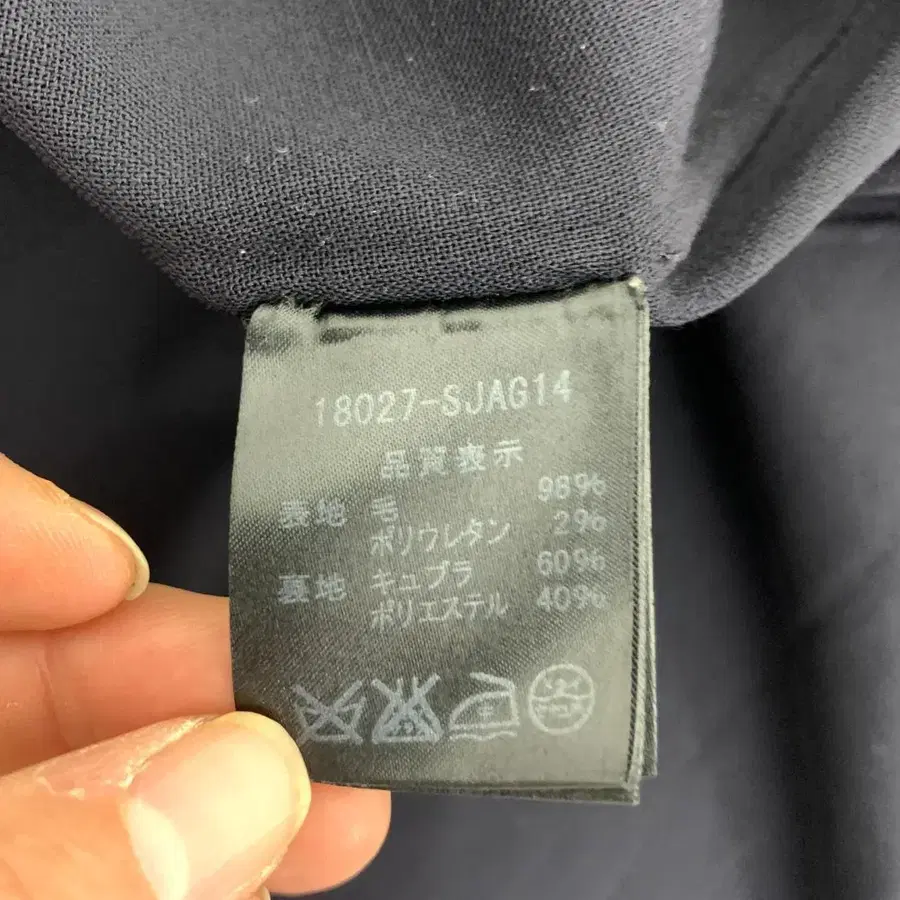 18027-SJAG14
品質表示
表地 毛 98%
ポリウレタン 2%
裏地 キュプラ 60%
ポリエステル 40%